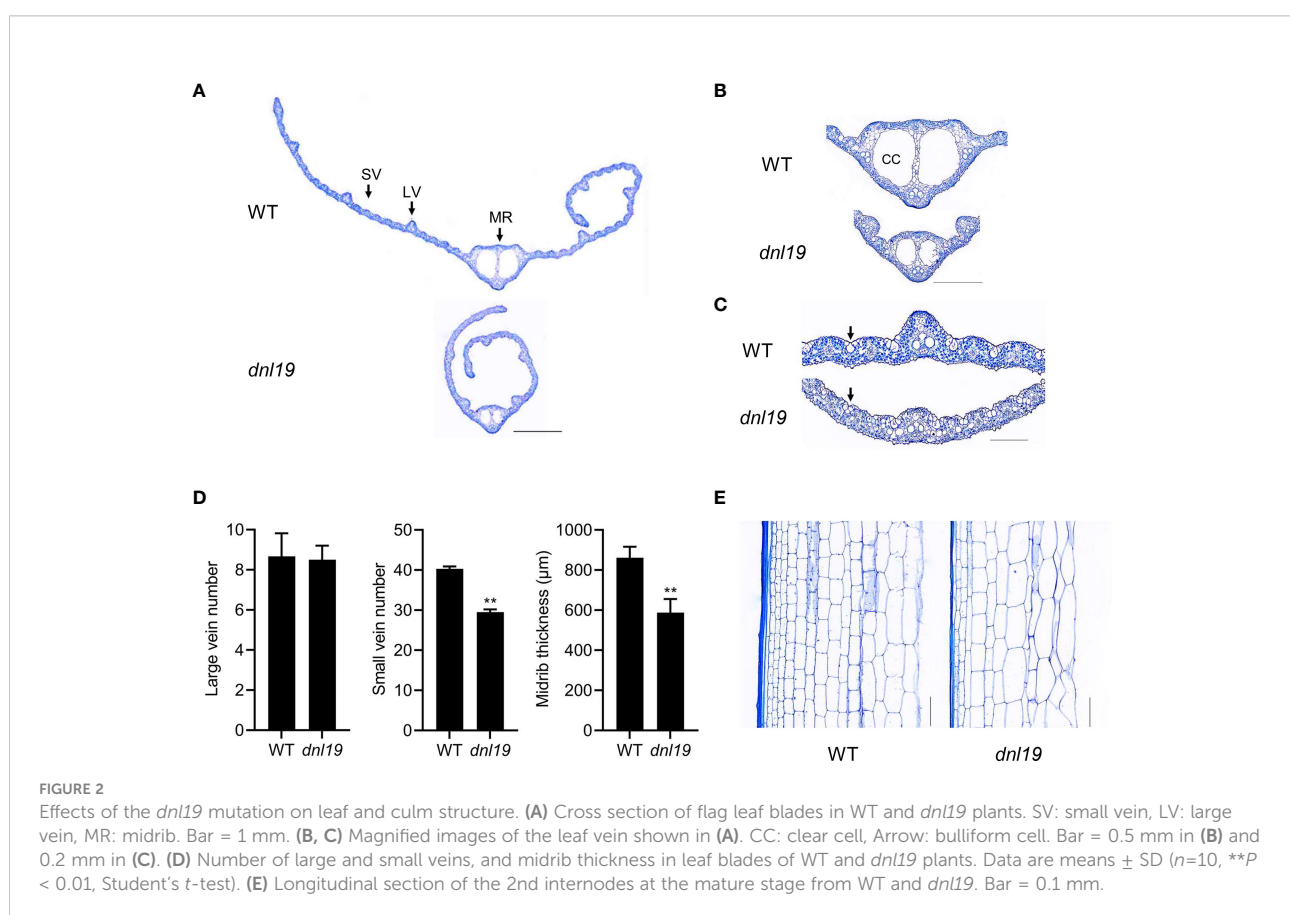 A
B
SV
LV
WT
MR
dnl19
WT
CC
dnl19
C
WT
dnl19
D
Large vein number
10
8
6
4
2
0
WT dnl19
Small vein number
50
40
30
20
10
0
**
WT dnl19
Midrib thickness (µm)
1000
800
600
400
200
0
**
WT dnl19
E
WT
dnl19
FIGURE 2
Effects of the dnl19 mutation on leaf and culm structure. (A) Cross section of flag leaf blades in WT and dnl19 plants. SV: small vein, LV: large
vein, MR: midrib. Bar = 1 mm. (B, C) Magnified images of the leaf vein shown in (A). CC: clear cell, Arrow: bulliform cell. Bar = 0.5 mm in (B) and
0.2 mm in (C). (D) Number of large and small veins, and midrib thickness in leaf blades of WT and dnl19 plants. Data are means ± SD (n=10, **P
< 0.01, Student's t-test). (E) Longitudinal section of the 2nd internodes at the mature stage from WT and dnl19. Bar = 0.1 mm.